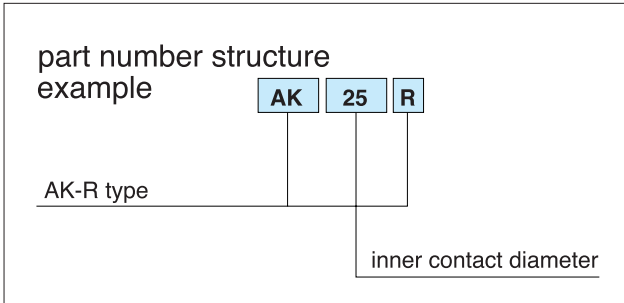 part number structure
example
AK 25 R
AK-R type
inner contact diameter